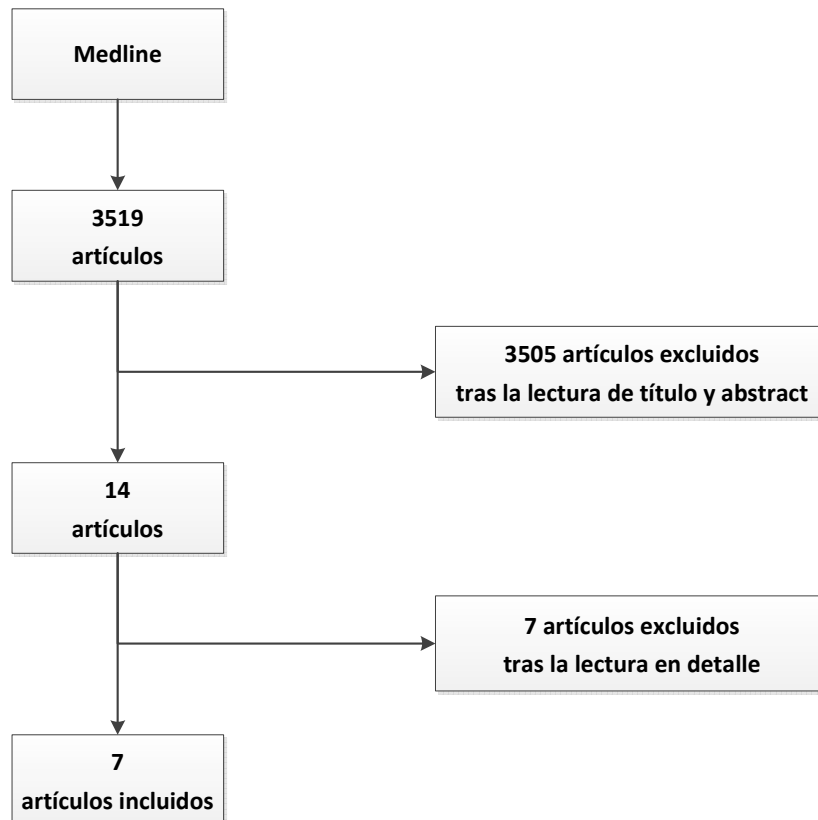 Medline
3519
artículos
3505 artículos excluidos
tras la lectura de título y abstract
14
artículos
7 artículos excluidos
tras la lectura en detalle
7
artículos incluidos